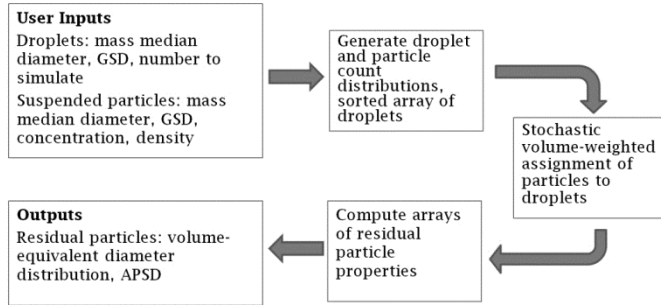 User Inputs
Droplets: mass median
diameter, GSD, number to
simulate
Suspended particles: mass
median diameter, GSD,
concentration, density
Generate droplet
and particle
count
distributions,
sorted array of
droplets
Stochastic
volume-weighted
assignment of
particles to
droplets
Compute arrays
of residual
particle
properties
Outputs
Residual particles: volume-
equivalent diameter
distribution, APSD